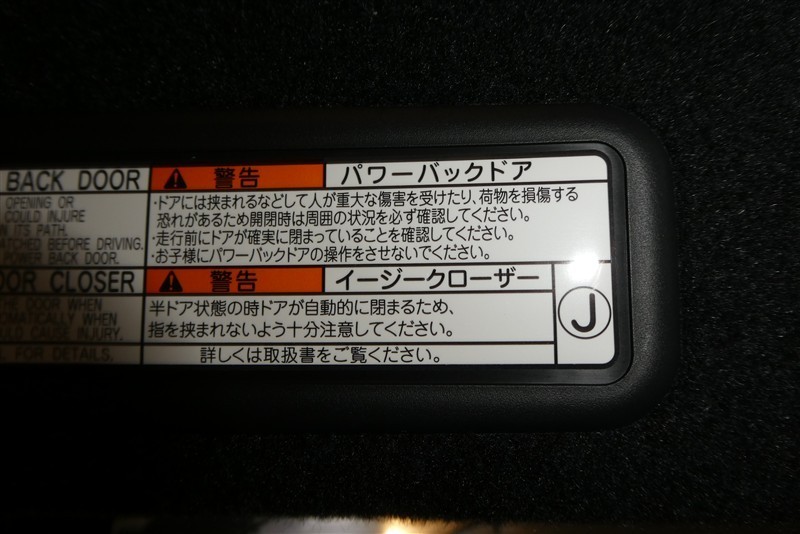 BACK DOOR
警告
パワーバックドア
OPENING OR
COULD INJURE
N ITS PATH.
ATCHED BEFORE DRIVING.
BACK DOOR.
・ドアには挟まれるなどして人が重大な傷害を受けたり、荷物を損傷する
恐れがあるため開閉時は周囲の状況を必ず確認してください。
・走行前にドアが確実に閉まっていることを確認してください。
・お子様にパワーバックドアの操作をさせないでください。
OOR CLOSER
警告
イージークローザー
DOOR WHEN
OMATICALLY WHEN
OULD CAUSE INJURY.
半ドア状態の時ドアが自動的に閉まるため、
指を挟まれないよう十分注意してください。
FOR DETAILS.
詳しくは取扱書をご覧ください。
J